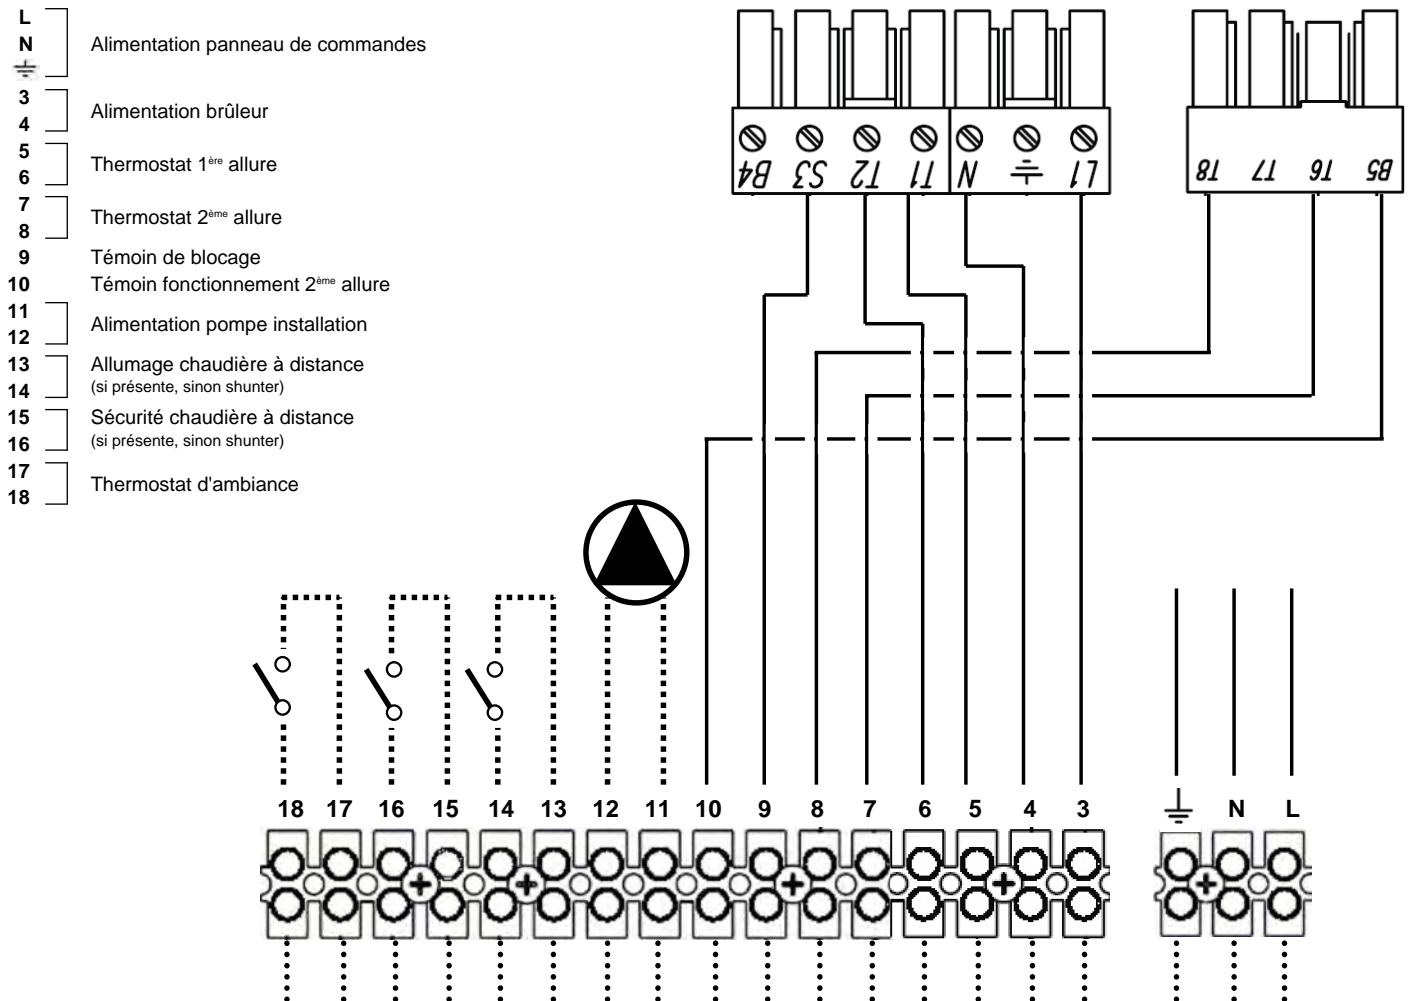 L
N
Alimentation panneau de commandes
3
4
Alimentation brûleur
5
6
Thermostat 1ère allure
7
8
Thermostat 2ème allure
9 Témoin de blocage
10 Témoin fonctionnement 2ème allure
11
12
Alimentation pompe installation
13 Allumage chaudière à distance
14 (si présente, sinon shunter)
15 Sécurité chaudière à distance
16 (si présente, sinon shunter)
17
18
Thermostat d'ambiance
B4 S3 T2 T1 N L1
T8 T7 T6 B5
18 17 16 15 14 13 12 11 10 9 8 7 6 5 4 3 N L